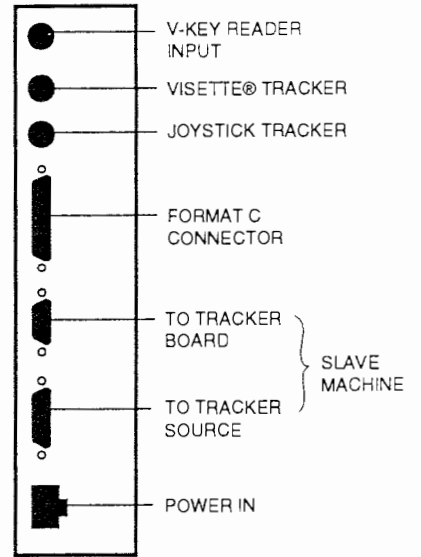 V-KEY READER
INPUT
VISETTE® TRACKER
JOYSTICK TRACKER
FORMAT C
CONNECTOR
TO TRACKER
BOARD
SLAVE
MACHINE
TO TRACKER
SOURCE
POWER IN